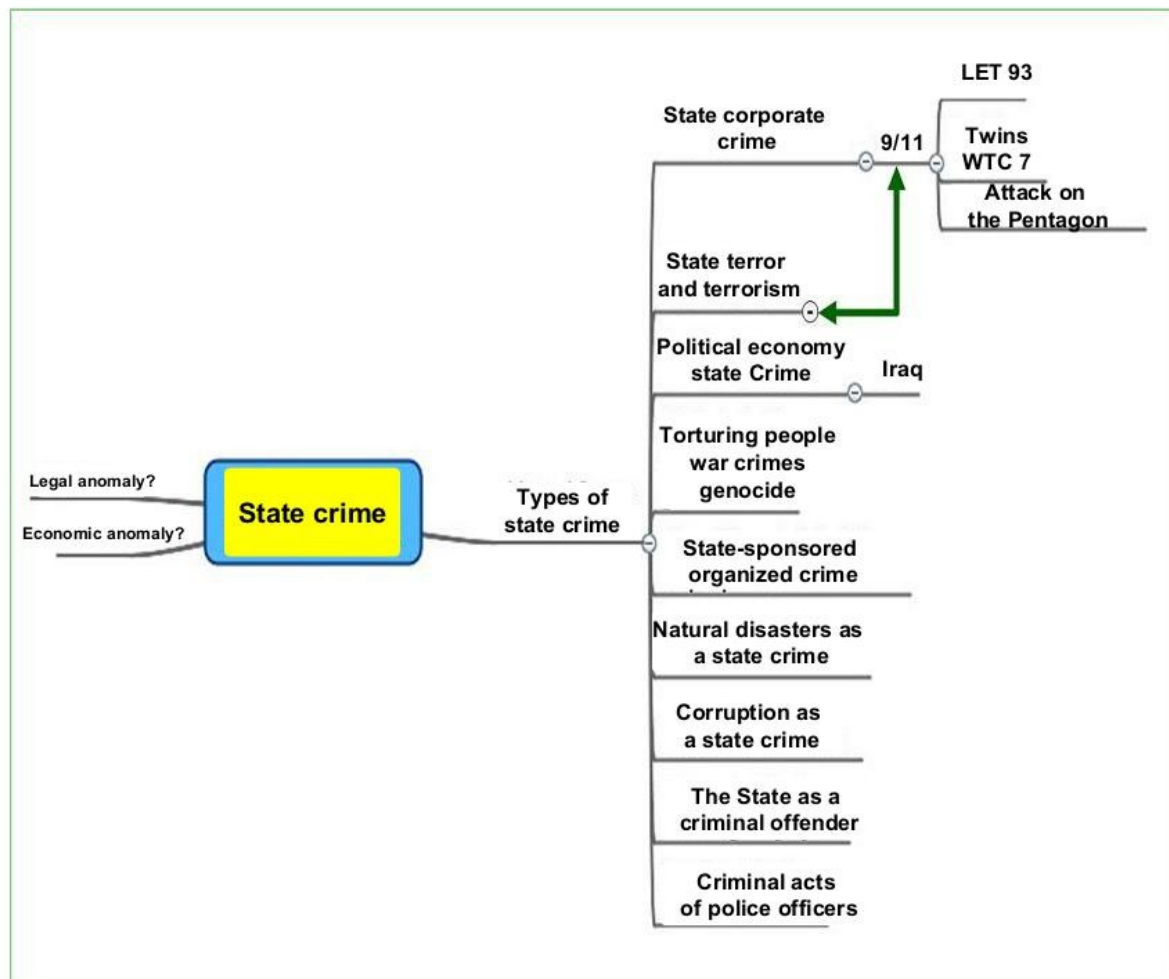 LET 93
State corporate
crime
9/11
Twins
WTC 7
Attack on
the Pentagon
State terror
and terrorism
Political economy
state Crime
Iraq
Torturing people
war crimes
genocide
Legal anomaly?
Economic anomaly?
State crime
Types of
state crime
State-sponsored
organized crime
Natural disasters as
a state crime
Corruption as
a state crime
The State as a
criminal offender
Criminal acts
of police officers